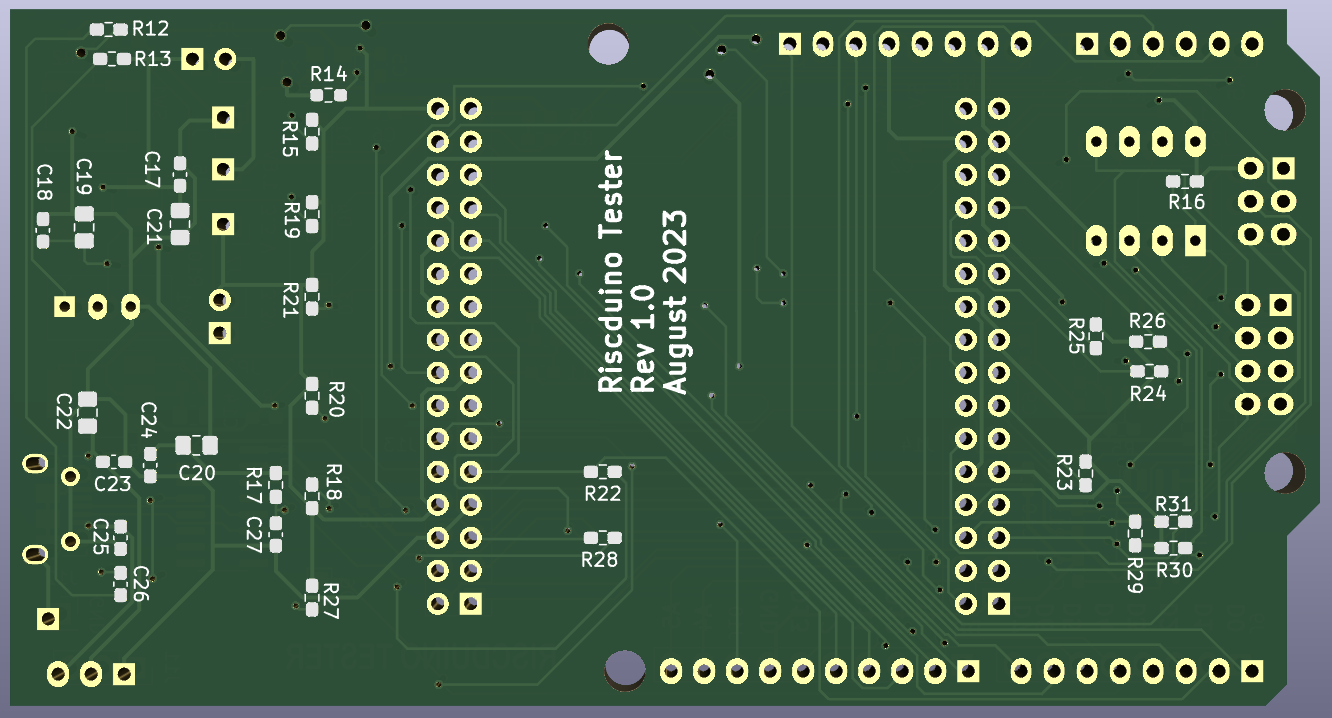 R12
R13
R14
R15
C17
C19
C18
R16
R19
C21
R21
Riscduino Tester
Rev 1.0
August 2023
R25
R26
R24
R20
C22
C24
C20
C23
R17
R18
R22
R23
R31
C25
C27
R28
R30
R29
C26
R27